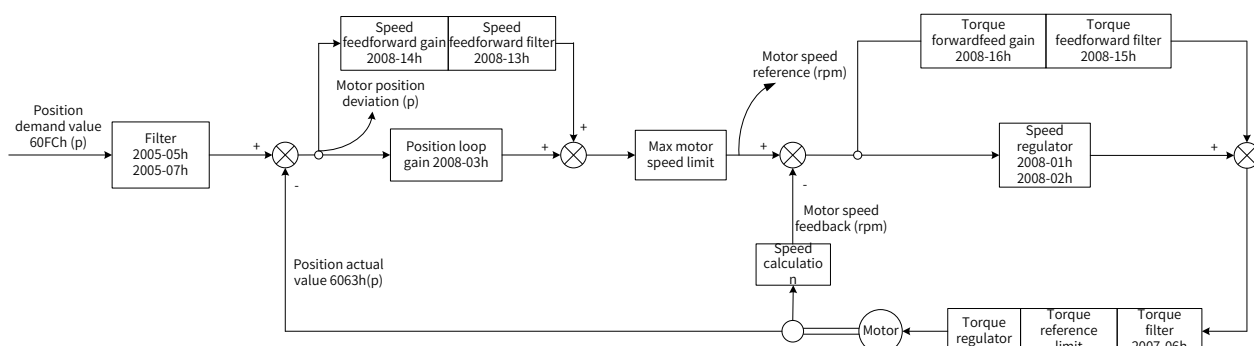 Speed
feedforward gain
2008-14h
Speed
feedforward filter
2008-13h
Torque
forwardfeed gain
2008-16h
Torque
feedforward filter
2008-15h
Motor position
deviation (p)
Motor speed
reference (rpm)
Position
demand value
60FCh (p)
Filter
2005-05h
2005-07h
+
-
Position loop
gain 2008-03h
+
+
Max motor
speed limit
+
-
Speed
regulator
2008-01h
2008-02h
+
Motor speed
feedback (rpm)
Speed
calculatio
n
Position actual
value 6063h(p)
Motor
Torque
regulator
Torque
reference
limit
Torque
filter
2007-06h